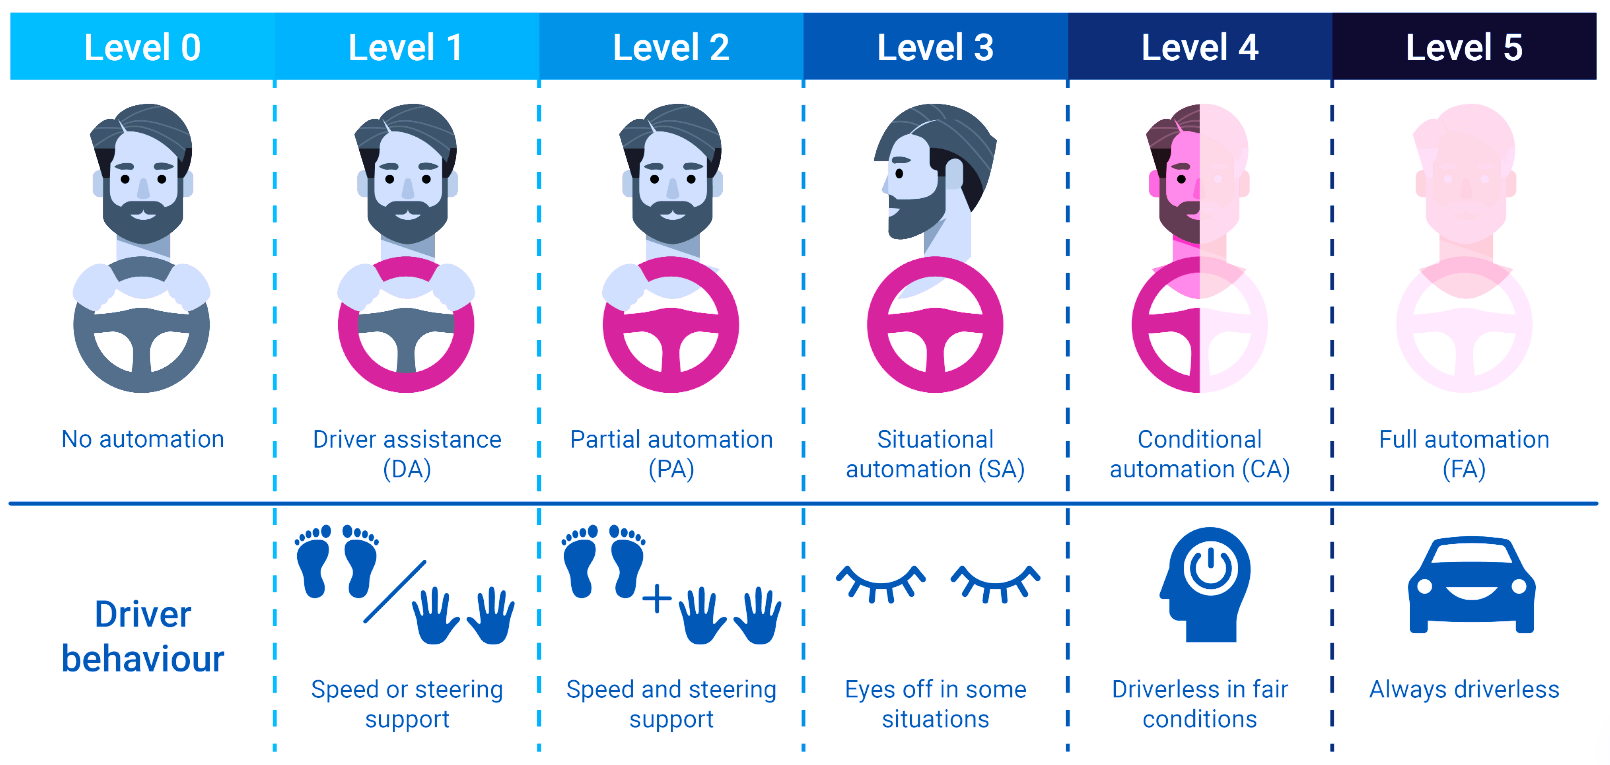 Level 0
Level 1
Level 2
Level 3
Level 4
Level 5
No automation
Driver assistance
(DA)
Partial automation
(PA)
Situational
automation (SA)
Conditional
automation (CA)
Full automation
(FA)
Driver
behaviour
Speed or steering
support
Speed and steering
support
Eyes off in some
situations
Driverless in fair
conditions
Always driverless